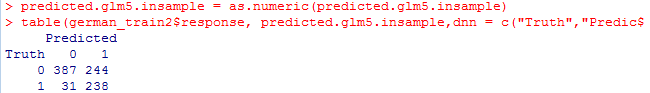 > predicted.glm5.insample = as.numeric(predicted.glm5.insample)
> table(german_train2$response, predicted.glm5.insample,dnn = c("Truth","Predic$
     Predicted
Truth   0   1
    0 387 244
    1  31 238